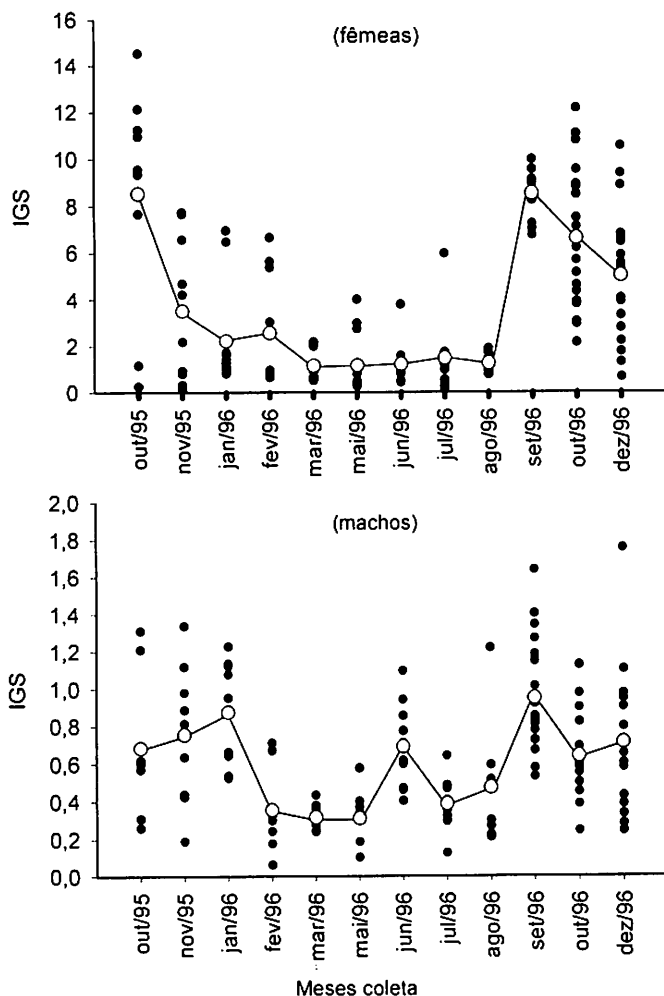 (fêmeas)
IGS
16
14
12
10
8
6
4
2
0
out/95
nov/95
jan/96
fev/96
mar/96
mai/96
jun/96
jul/96
ago/96
set/96
out/96
dez/96
(machos)
IGS
2,0
1,8
1,6
1,4
1,2
1,0
0,8
0,6
0,4
0,2
0,0
out/95
nov/95
jan/96
fev/96
mar/96
mai/96
jun/96
jul/96
ago/96
set/96
out/96
dez/96
Meses coleta